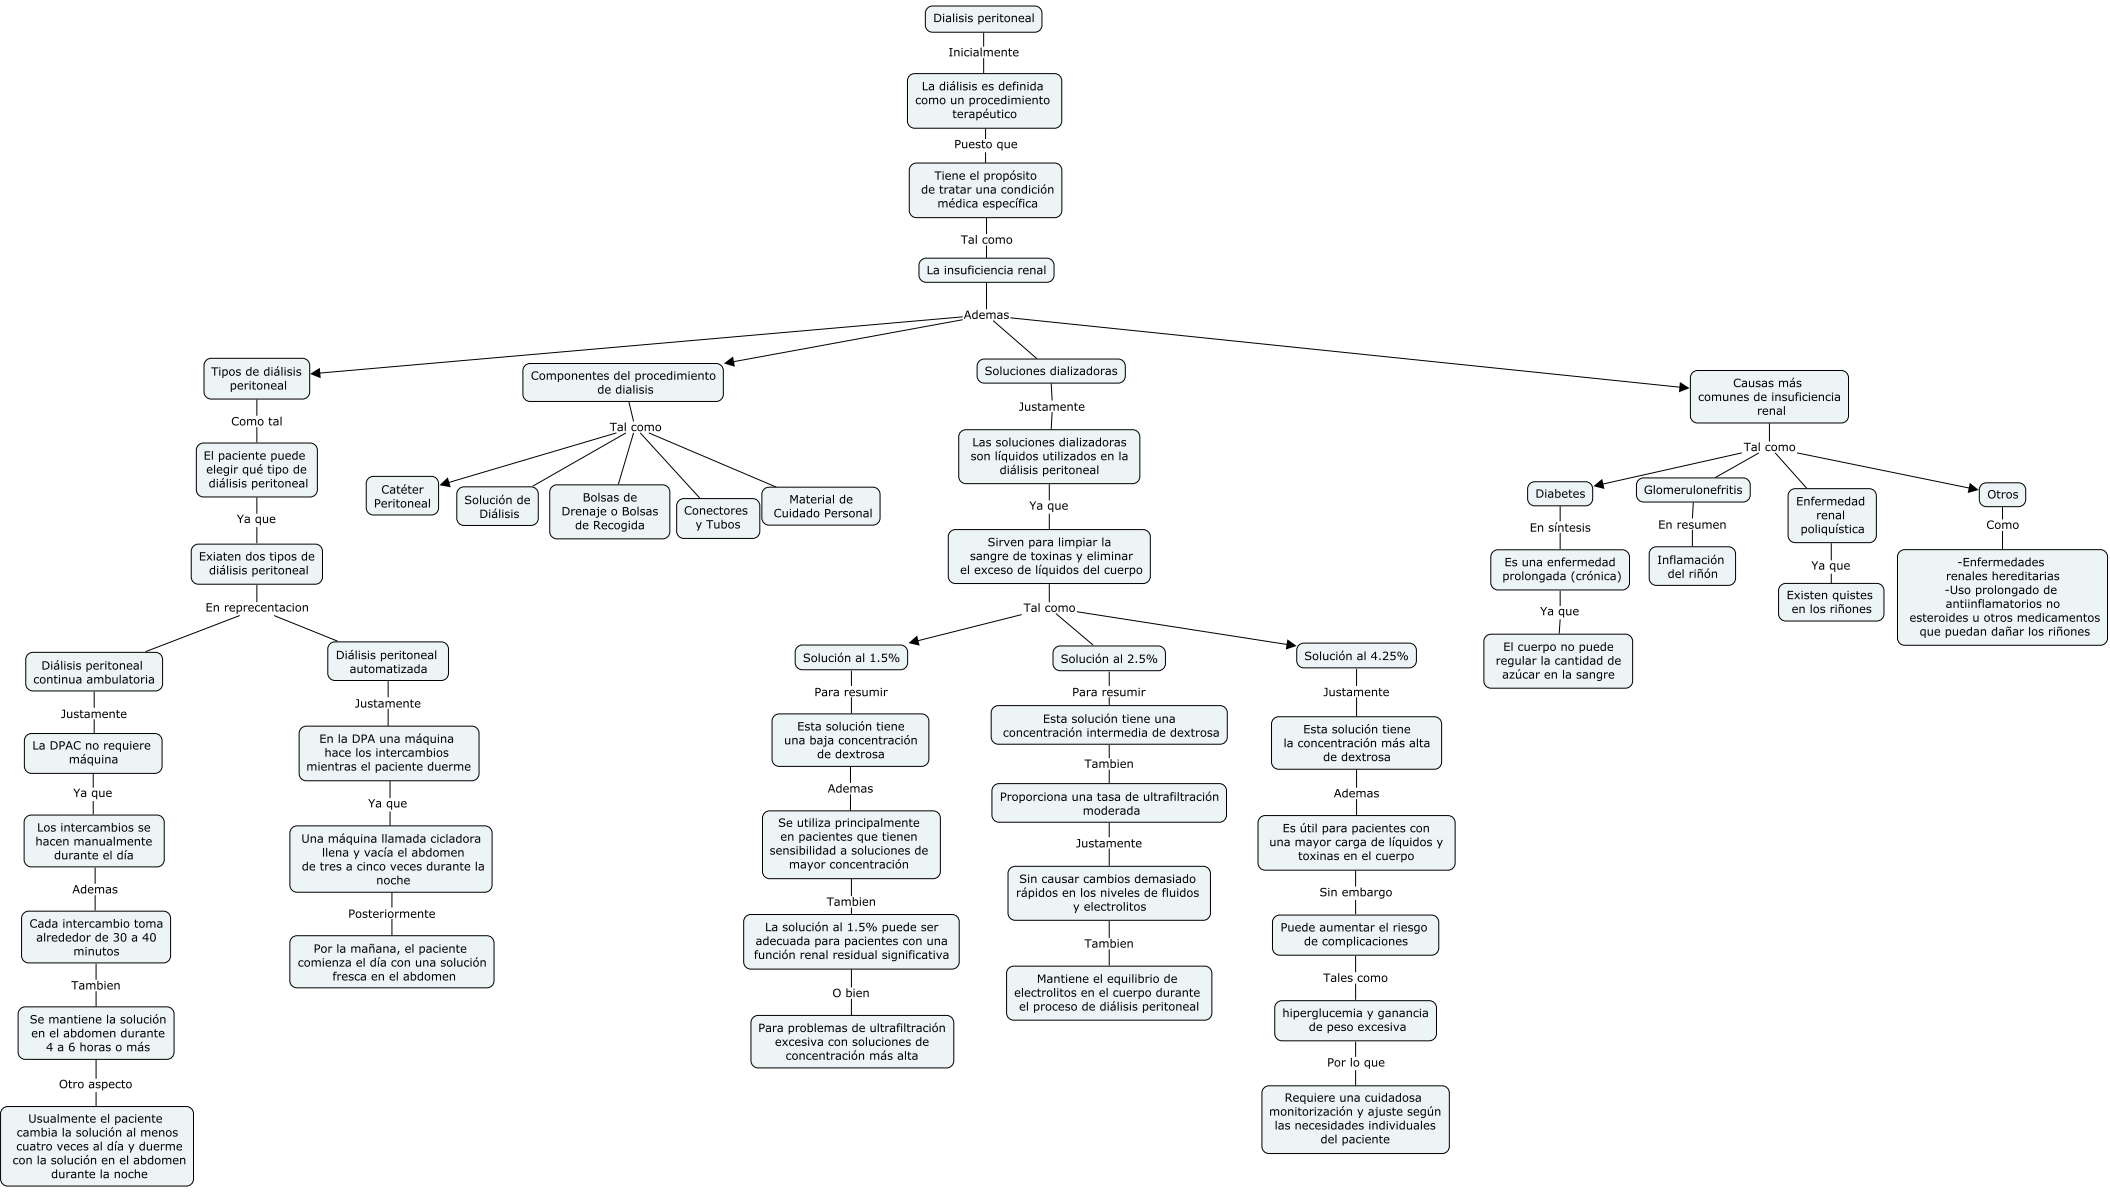 Dialisis peritoneal
Inicialmente
La diálisis es definida
como un procedimiento
terapéutico
Puesto que
Tiene el propósito
de tratar una condición
médica específica
Tal como
La insuficiencia renal
Ademas
Tipos de diálisis
peritoneal
Como tal
El paciente puede
elegir qué tipo de
diálisis peritoneal
Ya que
Exiaten dos tipos de
diálisis peritoneal
En reprecentacion
Diálisis peritoneal
continua ambulatoria
Justamente
La DPAC no requiere
máquina
Ya que
Los intercambios se
hacen manualmente
durante el día
Ademas
Cada intercambio toma
alrededor de 30 a 40
minutos
Tambien
Se mantiene la solución
en el abdomen durante
4 a 6 horas o más
Otro aspecto
Usualmente el paciente
cambia la solución al menos
cuatro veces al día y duerme
con la solución en el abdomen
durante la noche
Diálisis peritoneal
automatizada
Justamente
En la DPA una máquina
hace los intercambios
mientras el paciente duerme
Ya que
Una máquina llamada cicladora
llena y vacía el abdomen
de tres a cinco veces durante la
noche
Posteriormente
Por la mañana, el paciente
comienza el día con una solución
fresca en el abdomen
Componentes del procedimiento
de dialisis
Tal como
Catéter
Peritoneal
Solución de
Diálisis
Bolsas de
Drenaje o Bolsas
de Recogida
Conectores
y Tubos
Material de
Cuidado Personal
Soluciones dializadoras
Justamente
Las soluciones dializadoras
son líquidos utilizados en la
diálisis peritoneal
Ya que
Sirven para limpiar la
sangre de toxinas y eliminar
el exceso de líquidos del cuerpo
Tal como
Solución al 1.5%
Para resumir
Esta solución tiene
una baja concentración
de dextrosa
Ademas
Se utiliza principalmente
en pacientes que tienen
sensibilidad a soluciones de
mayor concentración
Tambien
La solución al 1.5% puede ser
adecuada para pacientes con una
función renal residual significativa
O bien
Para problemas de ultrafiltración
excesiva con soluciones de
concentración más alta
Solución al 2.5%
Para resumir
Esta solución tiene una
concentración intermedia de dextrosa
Tambien
Proporciona una tasa de ultrafiltración
moderada
Justamente
Sin causar cambios demasiado
rápidos en los niveles de fluidos
y electrolitos
Tambien
Mantiene el equilibrio de
electrolitos en el cuerpo durante
el proceso de diálisis peritoneal
Solución al 4.25%
Justamente
Esta solución tiene
la concentración más alta
de dextrosa
Ademas
Es útil para pacientes con
una mayor carga de líquidos y
toxinas en el cuerpo
Sin embargo
Puede aumentar el riesgo
de complicaciones
Tales como
hiperglucemia y ganancia
de peso excesiva
Por lo que
Requiere una cuidadosa
monitorización y ajuste según
las necesidades individuales
del paciente
Causas más
comunes de insuficiencia
renal
Tal como
Diabetes
En síntesis
Es una enfermedad
prolongada (crónica)
Ya que
El cuerpo no puede
regular la cantidad de
azúcar en la sangre
Glomerulonefritis
En resumen
Inflamación
del riñón
Enfermedad
renal
poliquística
Ya que
Existen quistes
en los riñones
Otros
Como
-Enfermedades
renales hereditarias
-Uso prolongado de
antiinflamatorios no
esteroides u otros medicamentos
que puedan dañar los riñones